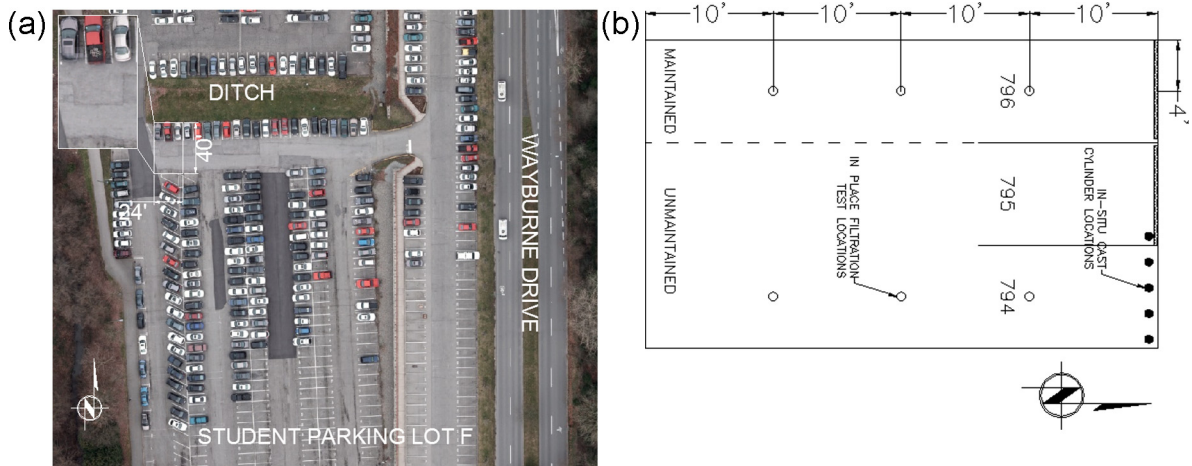 (a)
DITCH
40'
24'
WAYBURNE DRIVE
STUDENT PARKING LOT F
(b)
10'
10'
10'
10'
4'
MAINTAINED
UNMAINTAINED
796
795
794
IN PLACE FILTRATION
TEST LOCATIONS
IN-SITU CAST
CYLINDER LOCATIONS